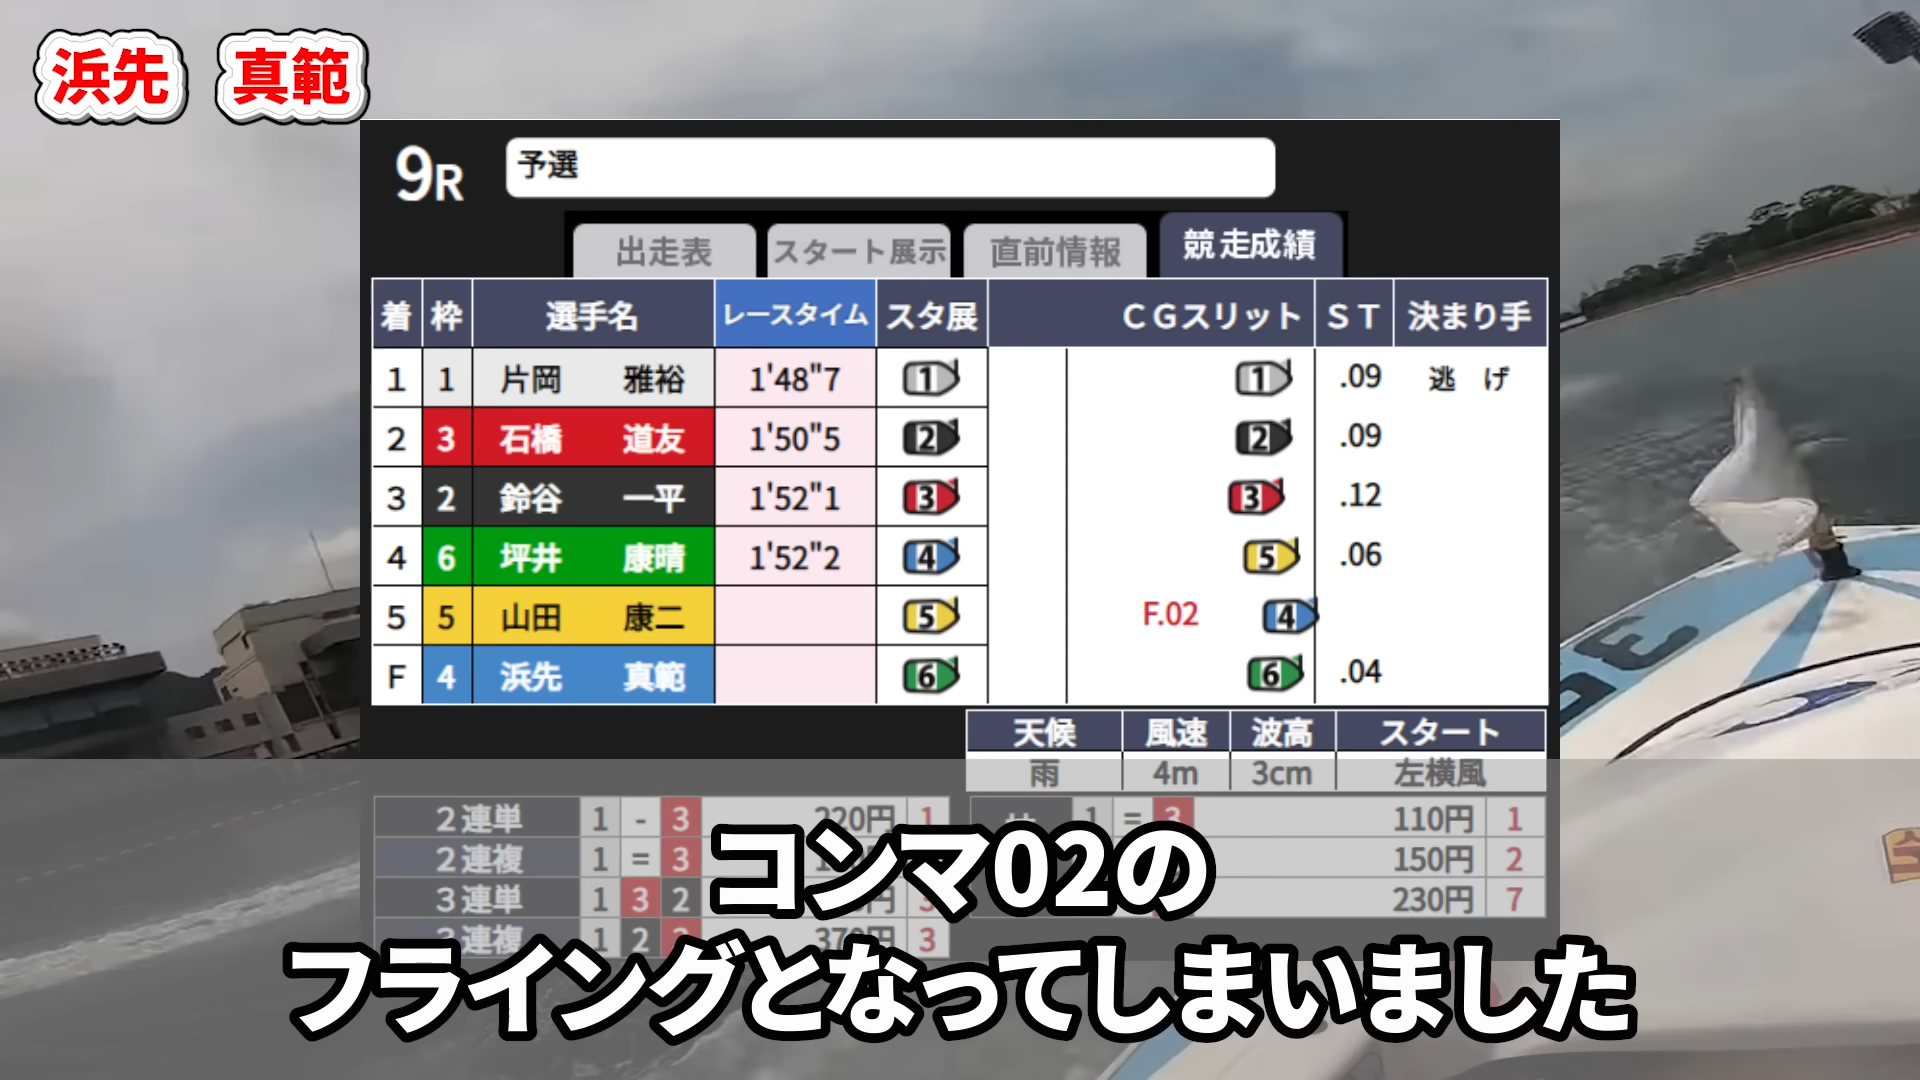 浜先 真範
9R 予選
出走表 スタート展示 直前情報 競走成績
着 枠 選手名 レースタイム スタ展 CGスリット ST 決まり手
1 1 片岡 雅裕 1'48"7 1 1 .09 逃げ
2 3 石橋 道友 1'50"5 2 2 .09
3 2 鈴谷 一平 1'52"1 3 3 .12
4 6 坪井 康晴 1'52"2 4 5 .06
5 5 山田 康二 5 F.02 4
F 4 浜先 真範 6 6 .04
天候 風速 波高 スタート
雨 4m 3cm 左横風
2連単 1 - 3 220円 1
1 = 3 110円 1
2連複 1 = 3
150円 2
3連単 1 3 2
230円 7
3連複 1 2 3 370円 3
コンマ02の
フライングとなってしまいました